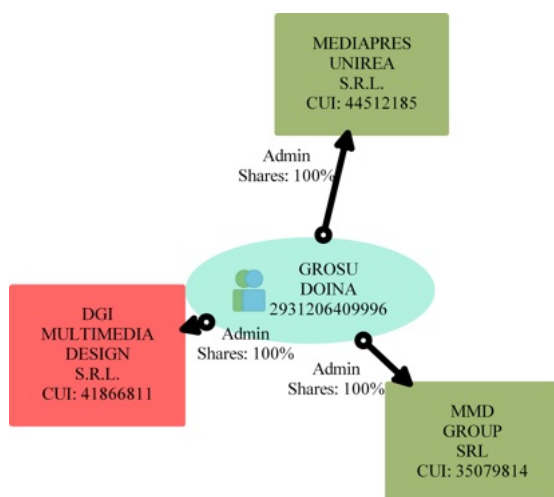 MEDIAPRES
UNIREA
S.R.L.
CUI: 44512185
Admin
Shares: 100%
GROSU
DOINA
2931206409996
DGI
MULTIMEDIA
DESIGN
S.R.L.
CUI: 41866811
Admin
Shares: 100%
Admin
Shares: 100%
MMD
GROUP
SRL
CUI: 35079814